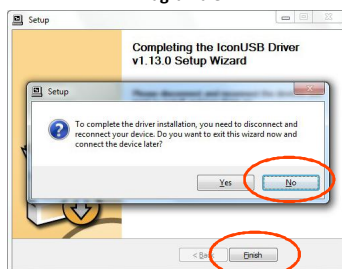 Setup
Completing the IconUSB Driver
v1.13.0 Setup Wizard
Setup
To complete the driver installation, you need to disconnect and
reconnect your device. Do you want to exit this wizard now and
connect the device later?
Yes
No
< Back
Finish